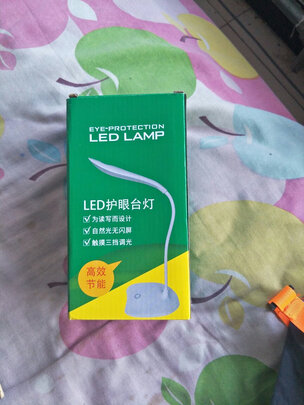 EYE-PROTECTION
LED LAMP
LED护眼台灯
为读写而设计
自然光无闪屏
触摸三挡调光
高效
节能